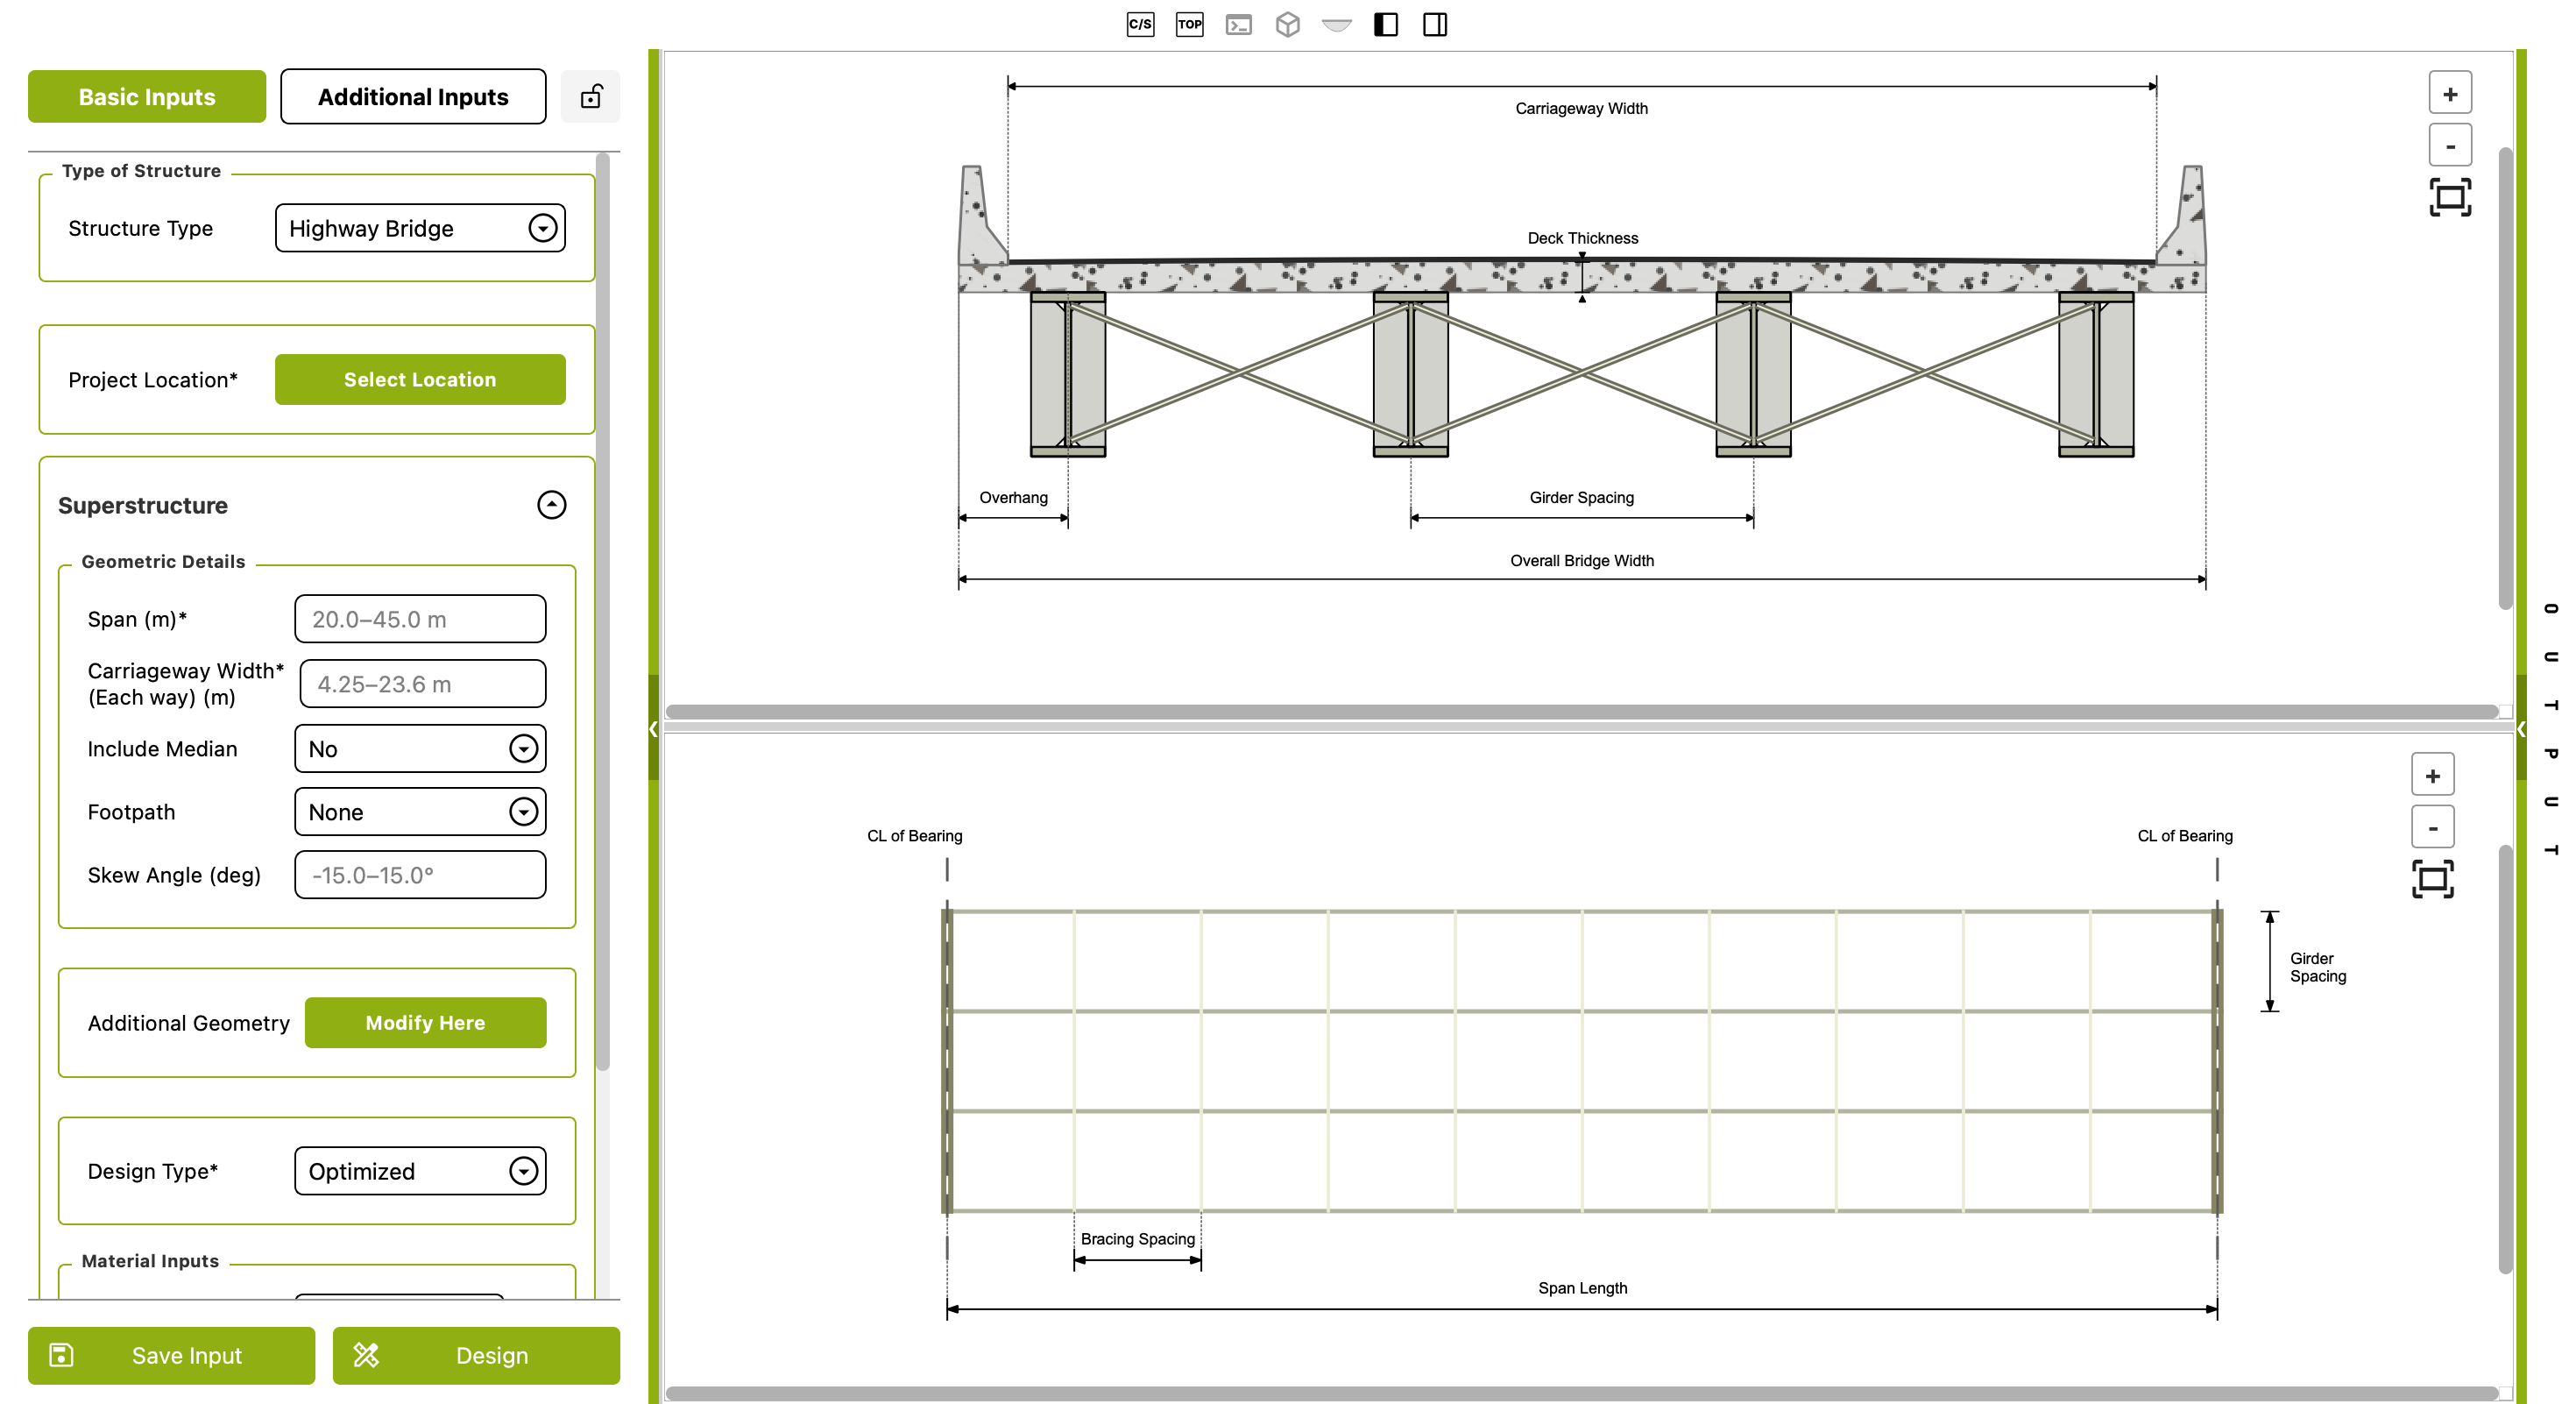 C/S
TOP
Basic Inputs
Additional Inputs
Type of Structure
Structure Type
Highway Bridge
Project Location*
Select Location
Superstructure
Geometric Details
Span (m)*
20.0–45.0 m
Carriageway Width*
(Each way) (m)
4.25–23.6 m
Include Median
No
Footpath
None
Skew Angle (deg)
-15.0–15.0°
Additional Geometry
Modify Here
Design Type*
Optimized
Material Inputs
Save Input
Design
Carriageway Width
Deck Thickness
Overhang
Girder Spacing
Overall Bridge Width
+
-
CL of Bearing
CL of Bearing
Girder
Spacing
Bracing Spacing
Span Length
+
-
OUTPUT